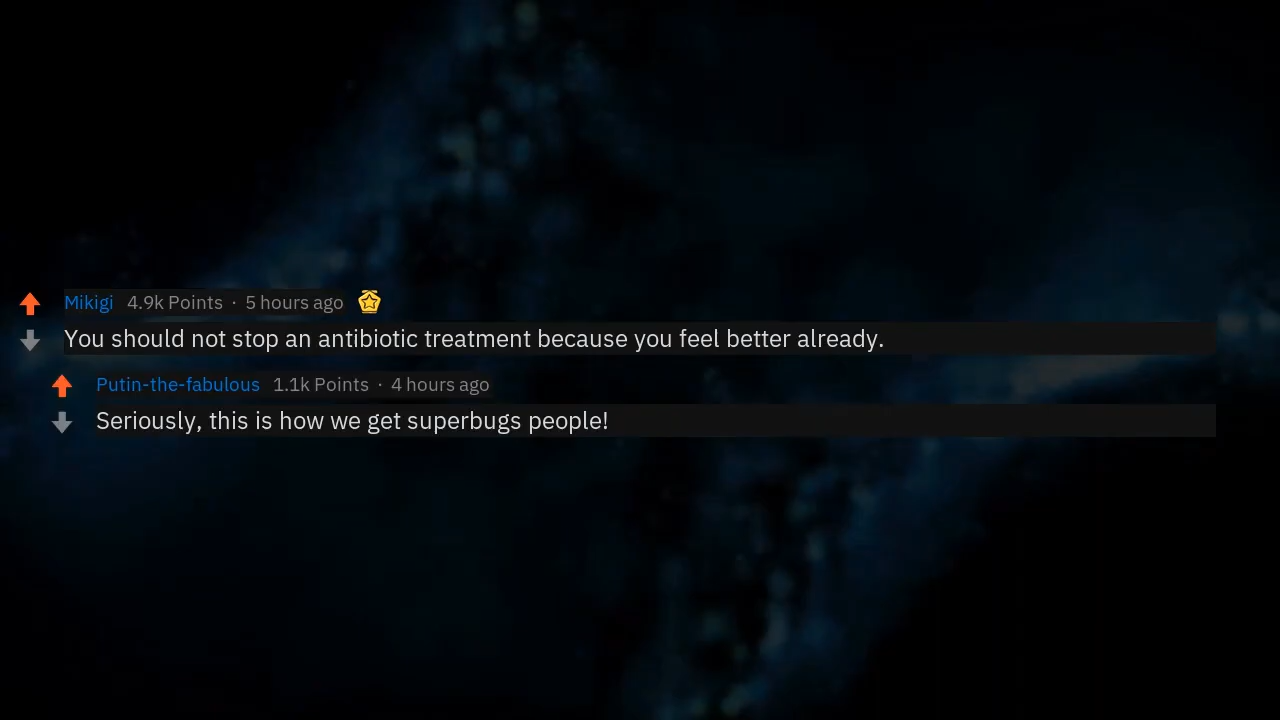 Mikigi 4.9k Points · 5 hours ago
You should not stop an antibiotic treatment because you feel better already.
Putin-the-fabulous 1.1k Points · 4 hours ago
Seriously, this is how we get superbugs people!